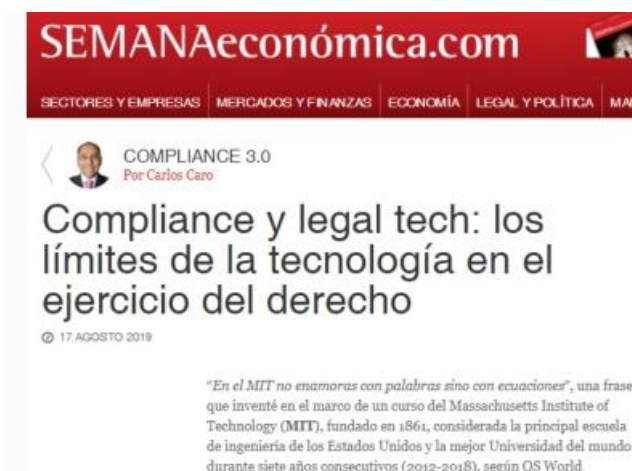 SEMANAeconómica.com
SECTORES Y EMPRESAS MERCADOS Y FINANZAS ECONOMÍA LEGAL Y POLÍTICA
COMPLIANCE 3.0
Por Carlos Caro
Compliance y legal tech: los
límites de la tecnología en el
ejercicio del derecho
17 AGOSTO 2019
"En el MIT no enamoras con palabras sino con ecuaciones", una frase
que inventé en el marco de un curso del Massachusetts Institute of
Technology (MIT), fundado en 1861, considerada la principal escuela
de ingeniería de los Estados Unidos y la mejor Universidad del mundo
durante siete años consecutivos (2012-2018), según QS World